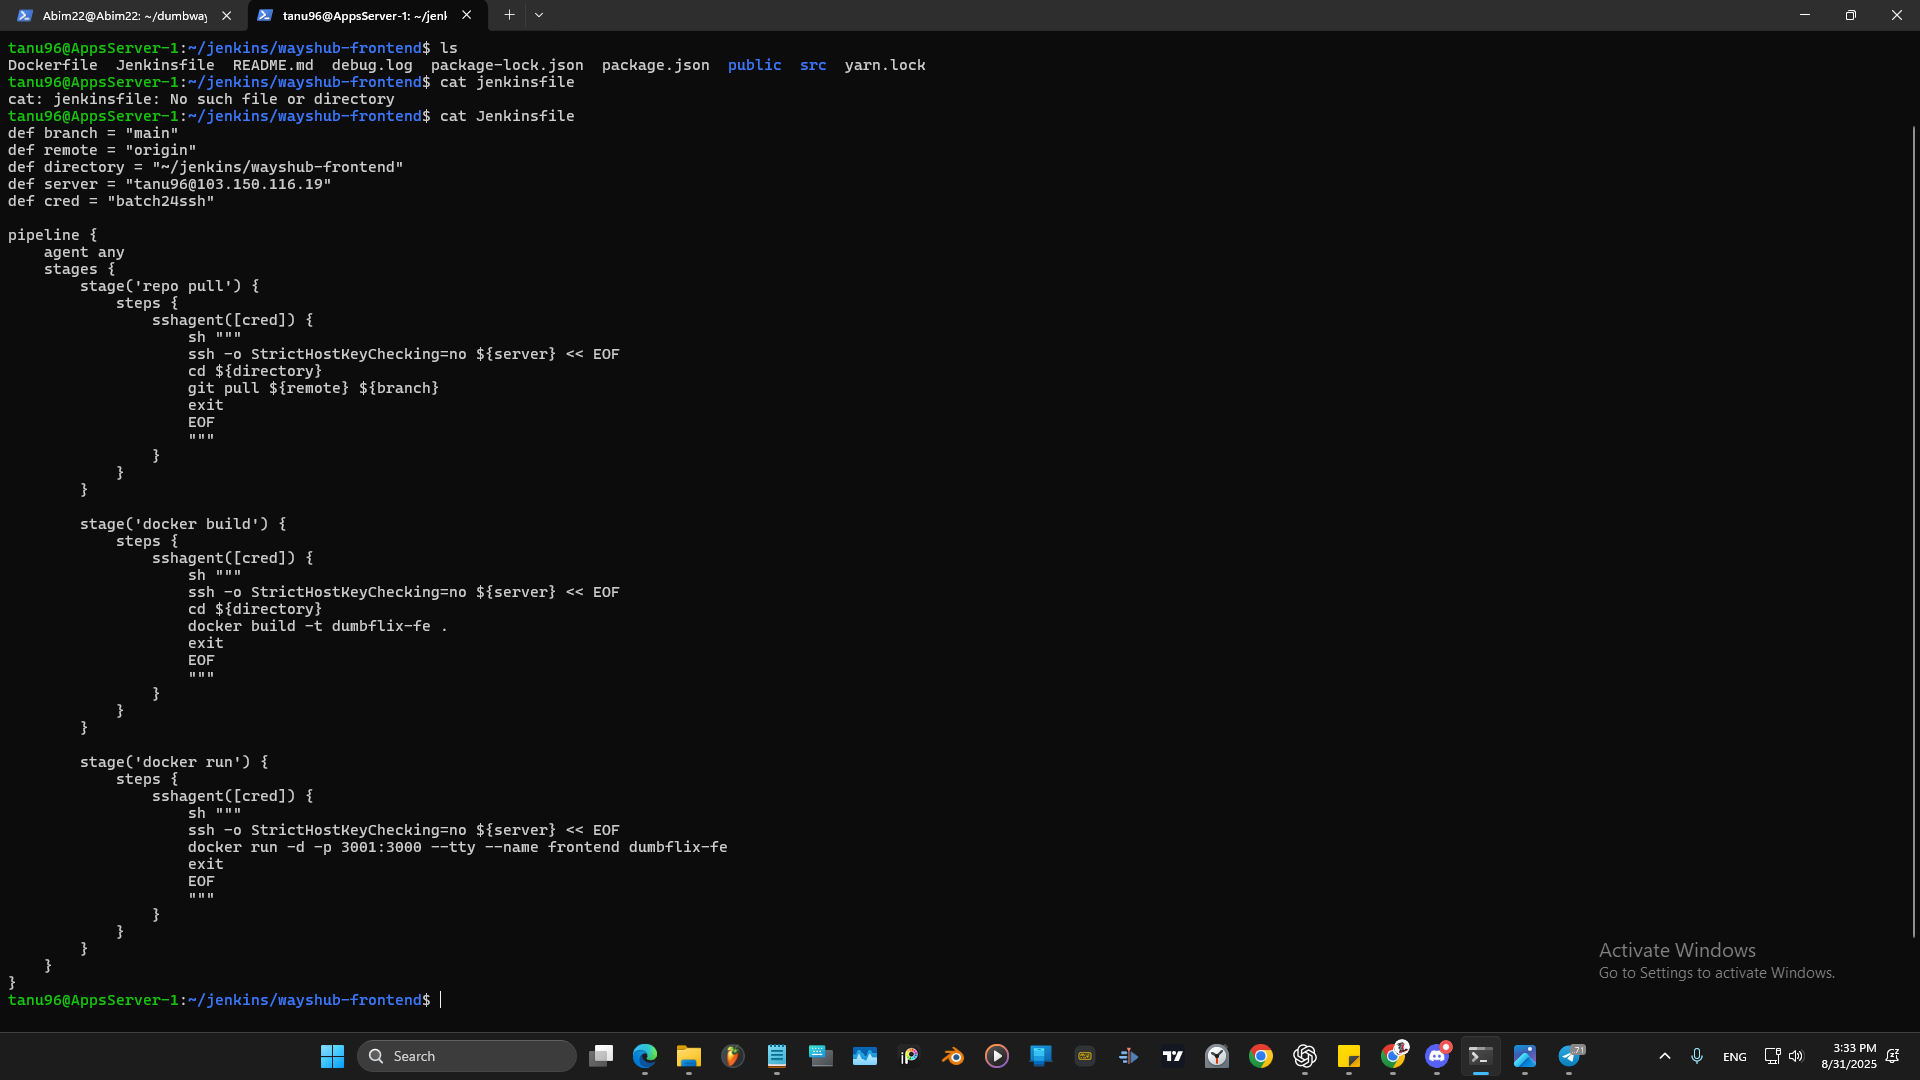 Abim22@Abim22: ~/dumbway
tanu96@AppsServer-1: ~/jenk
tanu96@AppsServer-1:~/jenkins/wayshub-frontend$ ls
Dockerfile  Jenkinsfile  README.md  debug.log  package-lock.json  package.json  public  src  yarn.lock
tanu96@AppsServer-1:~/jenkins/wayshub-frontend$ cat jenkinsfile
cat: jenkinsfile: No such file or directory
tanu96@AppsServer-1:~/jenkins/wayshub-frontend$ cat Jenkinsfile
def branch = "main"
def remote = "origin"
def directory = "~/jenkins/wayshub-frontend"
def server = "tanu96@103.150.116.19"
def cred = "batch24ssh"
pipeline {
    agent any
    stages {
        stage('repo pull') {
            steps {
                sshagent([cred]) {
                    sh """
                    ssh -o StrictHostKeyChecking=no ${server} << EOF
                    cd ${directory}
                    git pull ${remote} ${branch}
                    exit
                    EOF
                    """
                }
            }
        }
        stage('docker build') {
            steps {
                sshagent([cred]) {
                    sh """
                    ssh -o StrictHostKeyChecking=no ${server} << EOF
                    cd ${directory}
                    docker build -t dumbflix-fe .
                    exit
                    EOF
                    """
                }
            }
        }
        stage('docker run') {
            steps {
                sshagent([cred]) {
                    sh """
                    ssh -o StrictHostKeyChecking=no ${server} << EOF
                    docker run -d -p 3001:3000 --tty --name frontend dumbflix-fe
                    exit
                    EOF
                    """
                }
            }
        }
    }
}
tanu96@AppsServer-1:~/jenkins/wayshub-frontend$
Activate Windows
Go to Settings to activate Windows.
Search
ENG
3:33 PM
8/31/2025